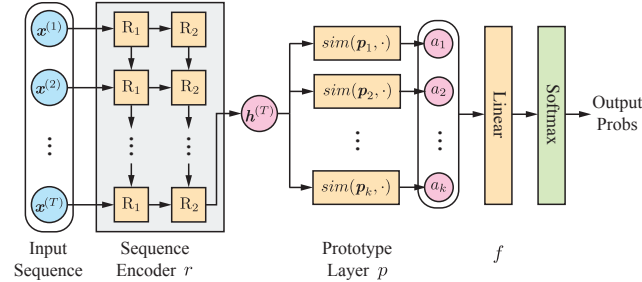 x^(1) R₁ R₂ sim(p₁, ·) a₁
x^(2) R₁ R₂ sim(p₂, ·) a₂
h^(T)
Linear
Softmax
Output
Probs
... ... ... ... ...
x^(T) R₁ R₂ sim(pₖ, ·) aₖ
Input
Sequence
Sequence
Encoder r
Prototype
Layer p
f